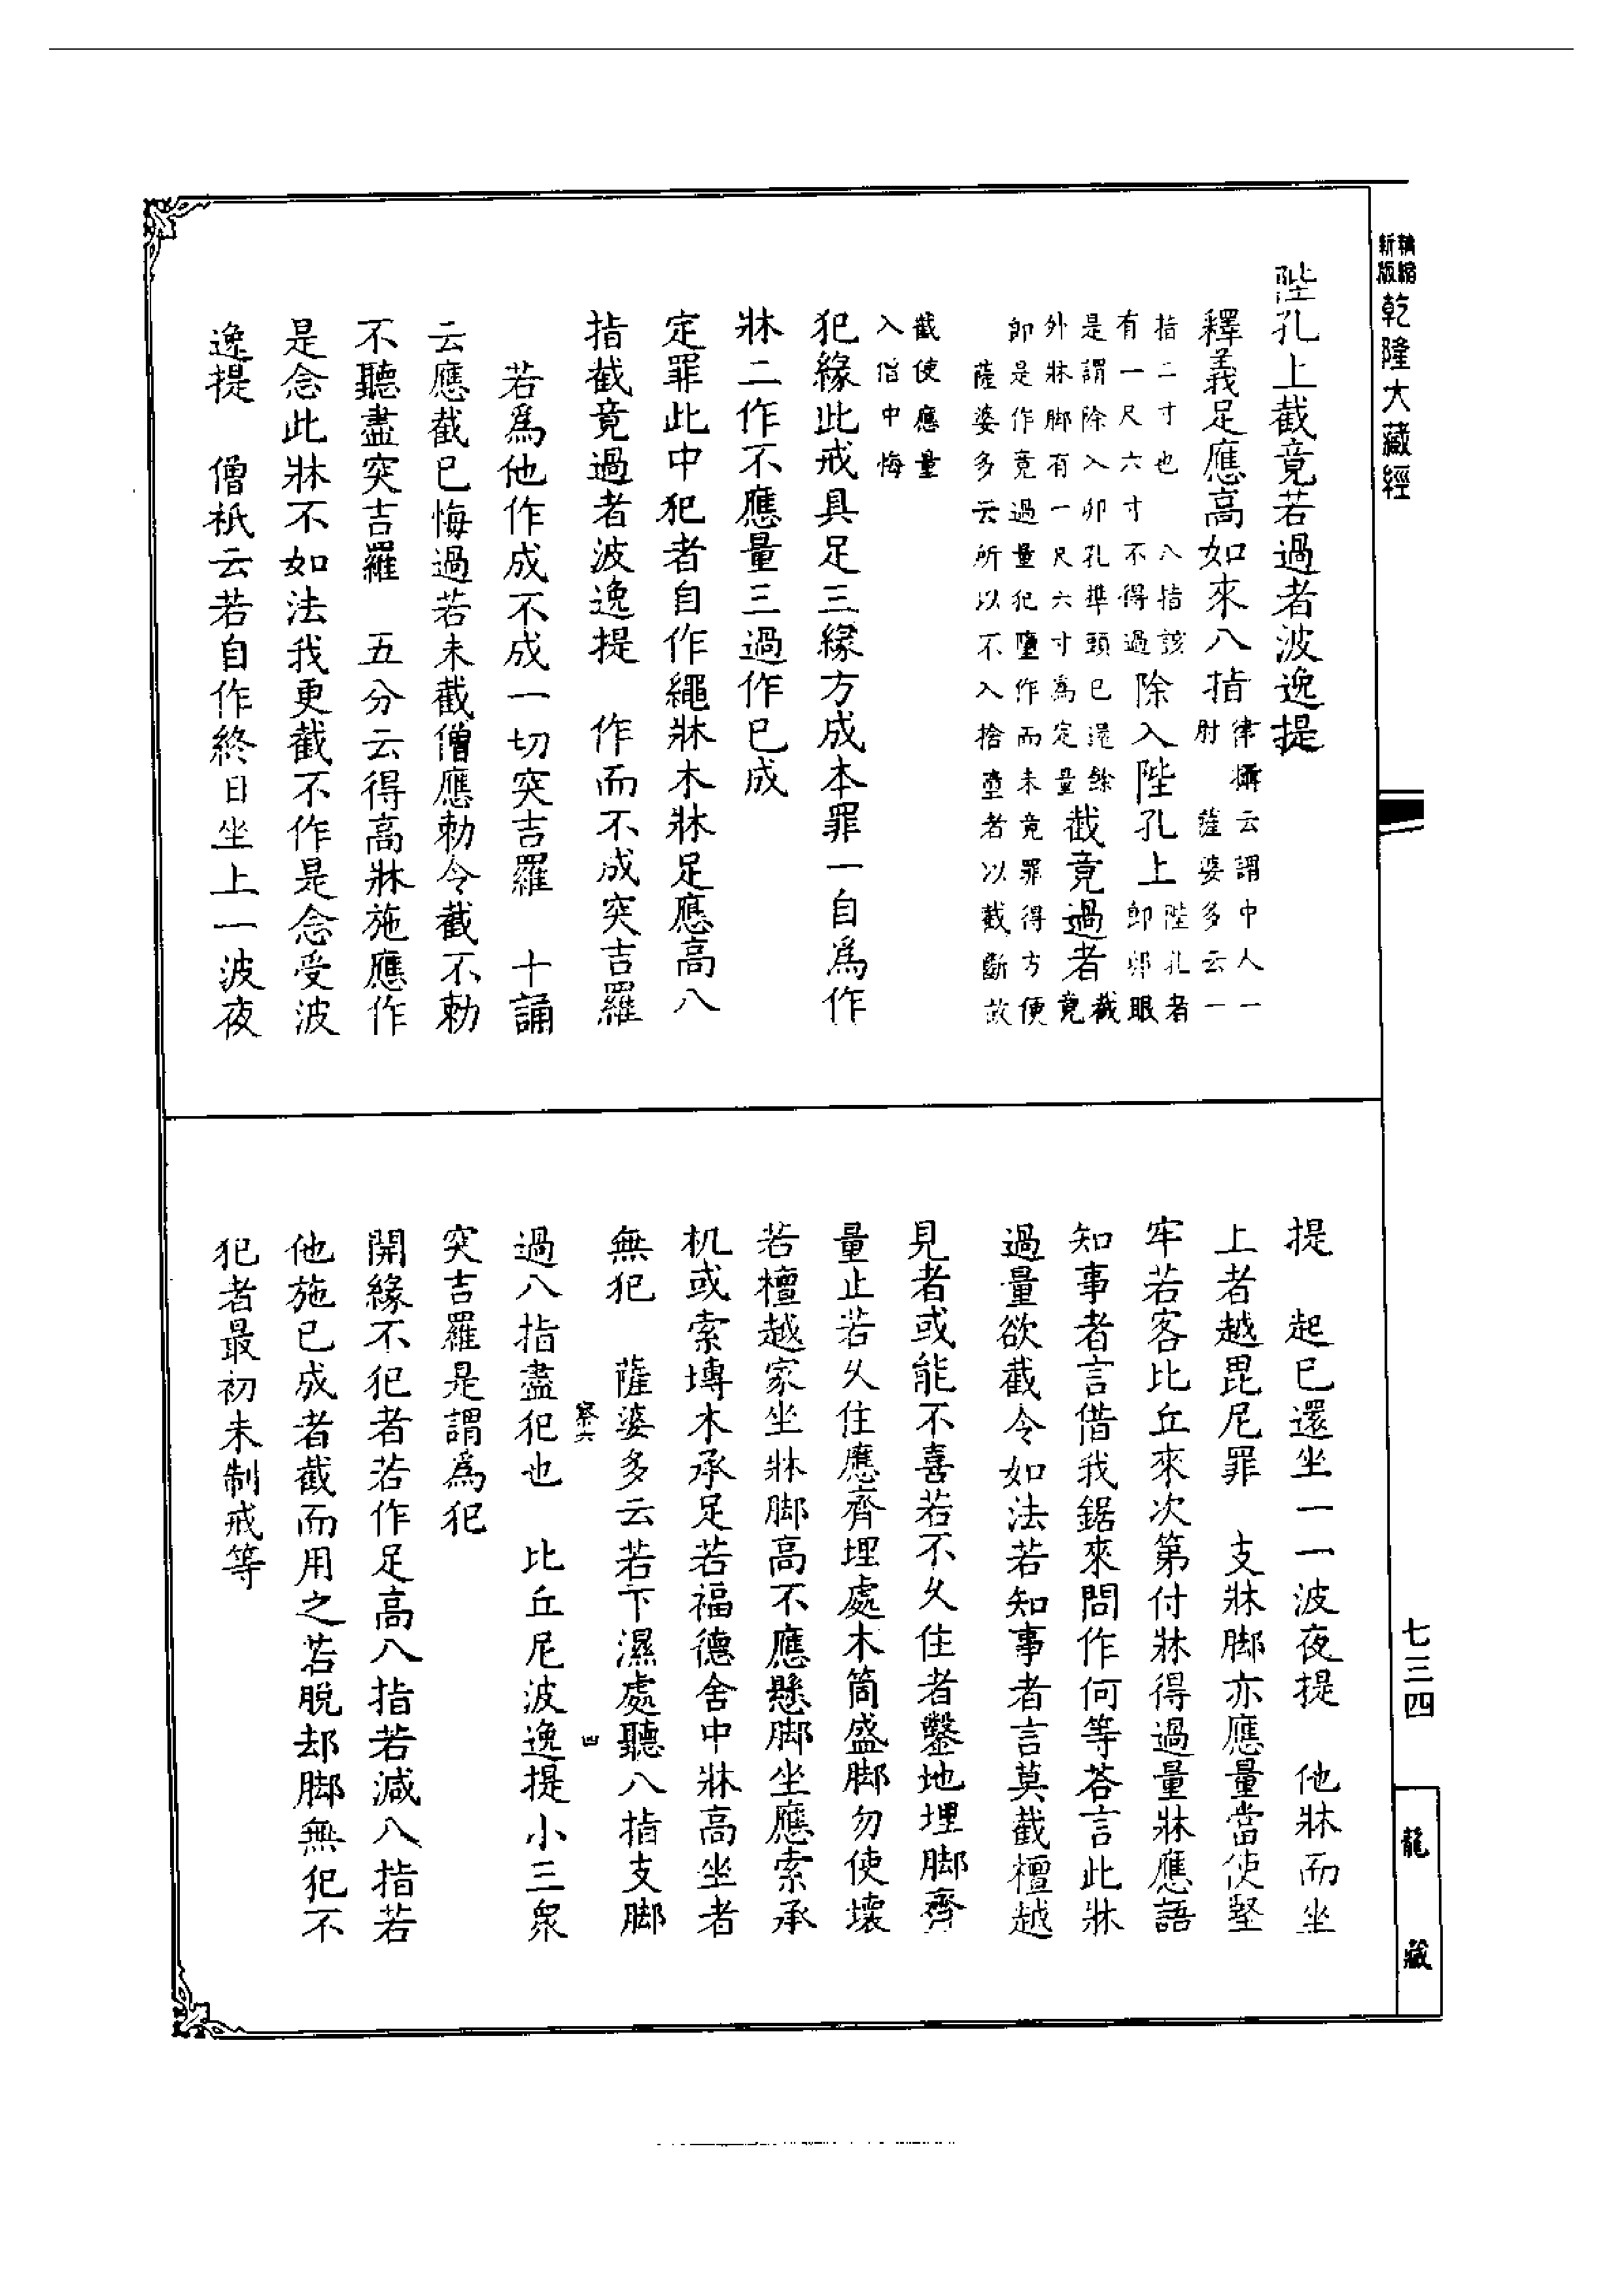 新版精縮乾隆大藏經
陛孔上截竟若過者波逸提
釋義足應高如來八指律攝云謂中人一肘 薩婆多云一
指二寸也 八指該有一尺六寸不得過除入陛孔上陛孔者即卯眼
是謂除入卯孔準頭已還餘外牀脚有一尺六寸為定量截竟過者截竟
即是作竟過量犯墮作而未竟罪得方便
薩婆多云所以不入捨墮者以截斷故
截使應量
入僧中悔
犯緣此戒具足三緣方成本罪一自爲作
牀二作不應量三過作已成
定罪此中犯者自作繩牀木牀足應高八
指截竟過者波逸提 作而不成突吉羅
若爲他作成不成一切突吉羅 十誦
云應截已悔過若未截僧應勅令截不勅
不聽盡突吉羅 五分云得高牀施應作
是念此牀不如法我更截不作是念受波
逸提 僧祇云若自作終日坐上一波夜
提 起已還坐一一波夜提 他牀而坐
上者越毘尼罪 支牀脚亦應量當使堅
牢若客比丘來次第付牀得過量牀應語
知事者言借我鋸來問作何等荅言此牀
過量欲截令如法若知事者言莫截檀越
見者或能不喜若不久住者鑿地埋脚齊
量止若久住應齊埋處木筒盛脚勿使壞
若檀越家坐牀脚高不應懸脚坐應索承
机或索塼木承足若福德舍中牀高坐者
無犯 薩婆多云若下濕處聽八指支脚
察六 四
過八指盡犯也 比丘尼波逸提小三眾
突吉羅是謂爲犯
開緣不犯者若作足高八指若減八指若
他施已成者截而用之若脫却脚無犯不
犯者最初未制戒等
七三四
龍藏